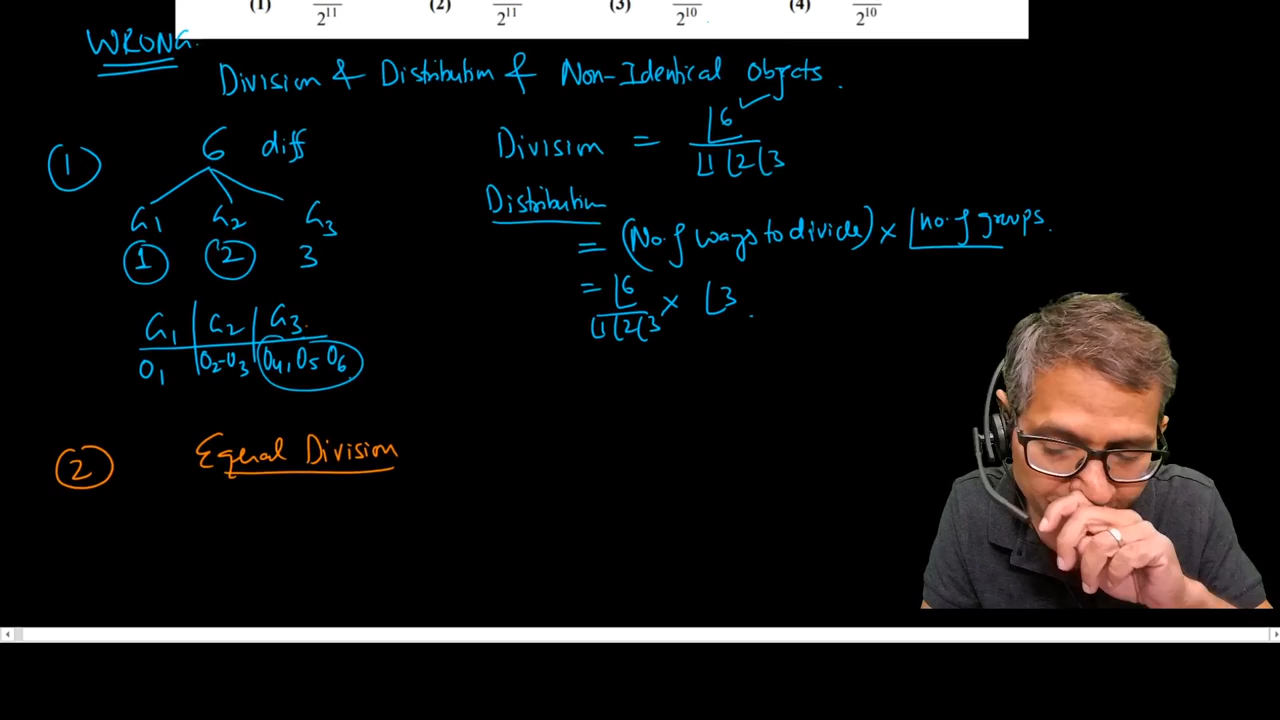 (1) 2^11 (2) 2^11 (3) 2^10 (4) 2^10
WRONG.
Division & Distribution of Non-Identical Objects.
1 6 diff
G1 G2 G3
1 2 3
G1 | G2 | G3.
O1 | O2-O3 | O4, O5 O6
Division = ⌊6 / ⌊1 ⌊2 ⌊3
Distribution
= (No. of ways to divide) × ⌊no. of groups.
= ⌊6 / ⌊1 ⌊2 ⌊3 × ⌊3.
2 Equal Division